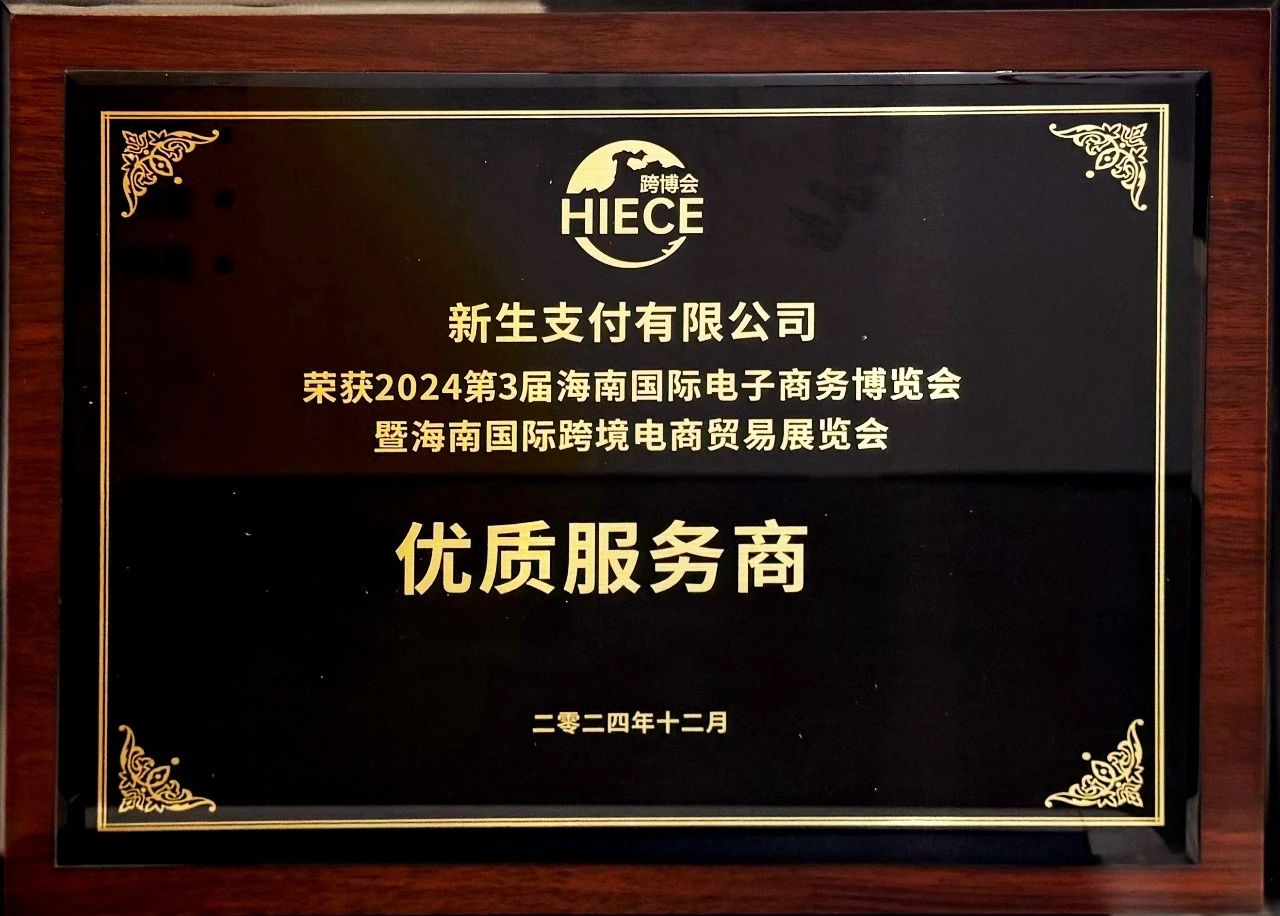 跨博会
HIECE
新生支付有限公司
荣获2024第3届海南国际电子商务博览会
暨海南国际跨境电商贸易展览会
优质服务商
二零二四年十二月